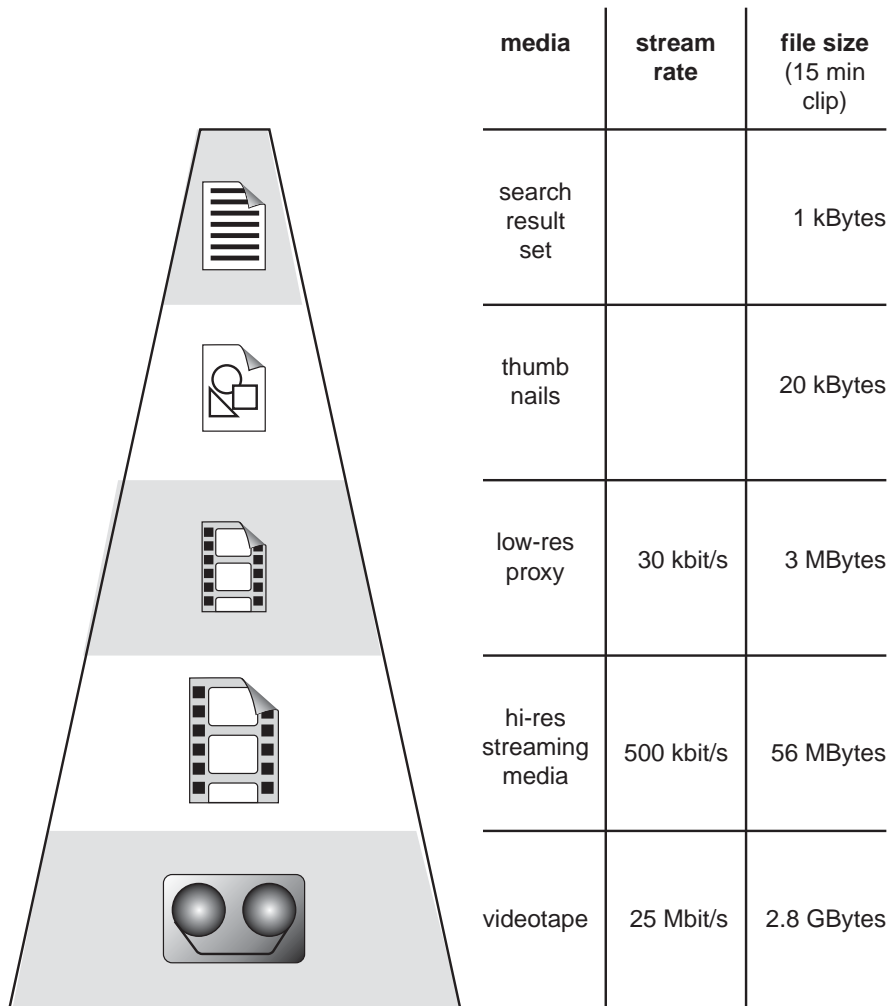 media
stream
rate
file size
(15 min
clip)
search
result
set
1 kBytes
thumb
nails
20 kBytes
low-res
proxy
30 kbit/s
3 MBytes
hi-res
streaming
media
500 kbit/s
56 MBytes
videotape
25 Mbit/s
2.8 GBytes